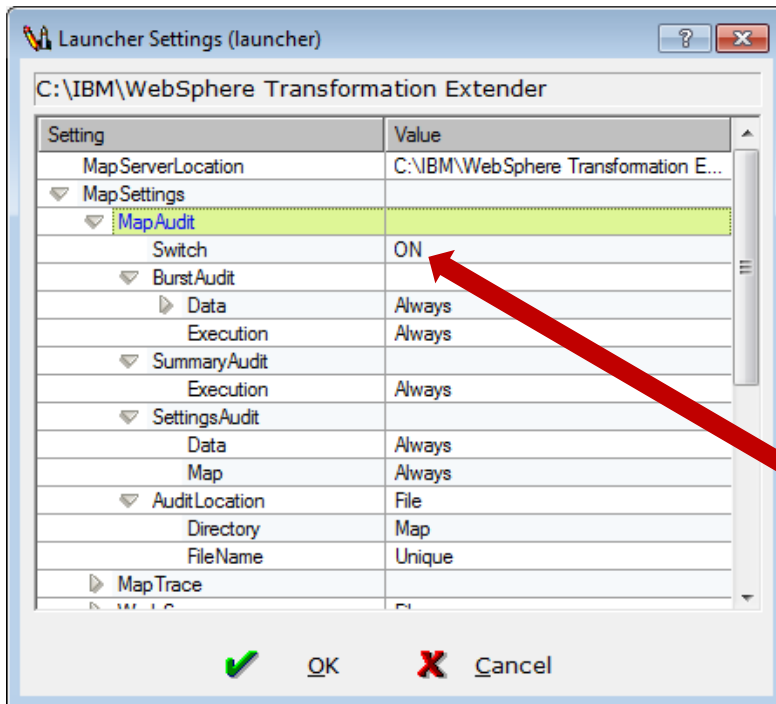 Launcher Settings (launcher)
C:\IBM\WebSphere Transformation Extender
Setting Value
MapServerLocation C:\IBM\WebSphere Transformation E...
MapSettings
MapAudit
Switch ON
BurstAudit
Data Always
Execution Always
SummaryAudit
Execution Always
SettingsAudit
Data Always
Map Always
AuditLocation File
Directory Map
FileName Unique
MapTrace
OK Cancel